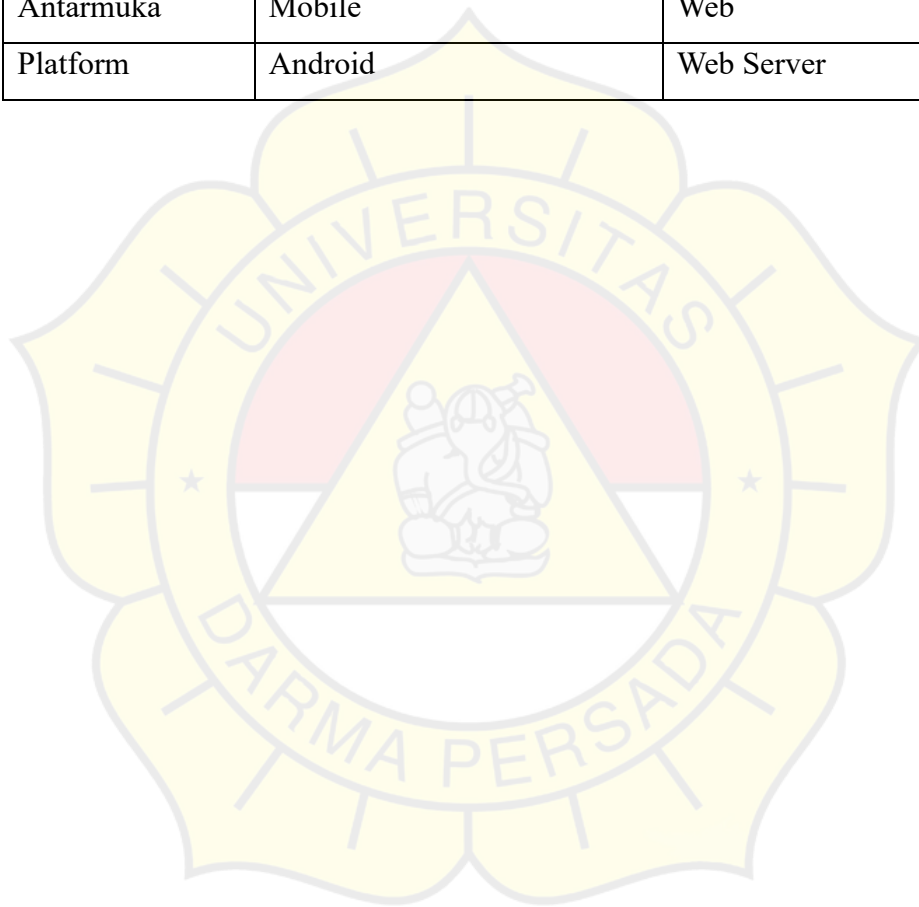 Antarmuka Mobile Web
Platform Android Web Server
UNIVERSITAS
DARMA PERSADA